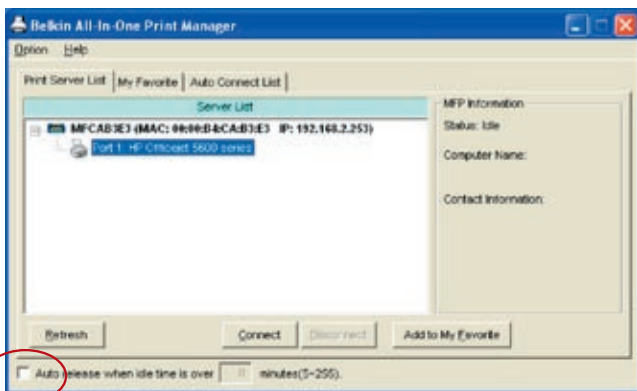 Belkin All-In-One Print Manager
Option Help
Print Server List My Favorite Auto Connect List
Server List
MFCAB3E3 (MAC: 00:00:B4:CA:B3:E3 IP: 192.168.2.253)
Port 1: HP Officejet 5600 series
MFP Information
Status: Idle
Computer Name:
Contact Information:
Refresh Connect Disconnect Add to My Favorite
Auto release when idle time is over minutes(5~255).